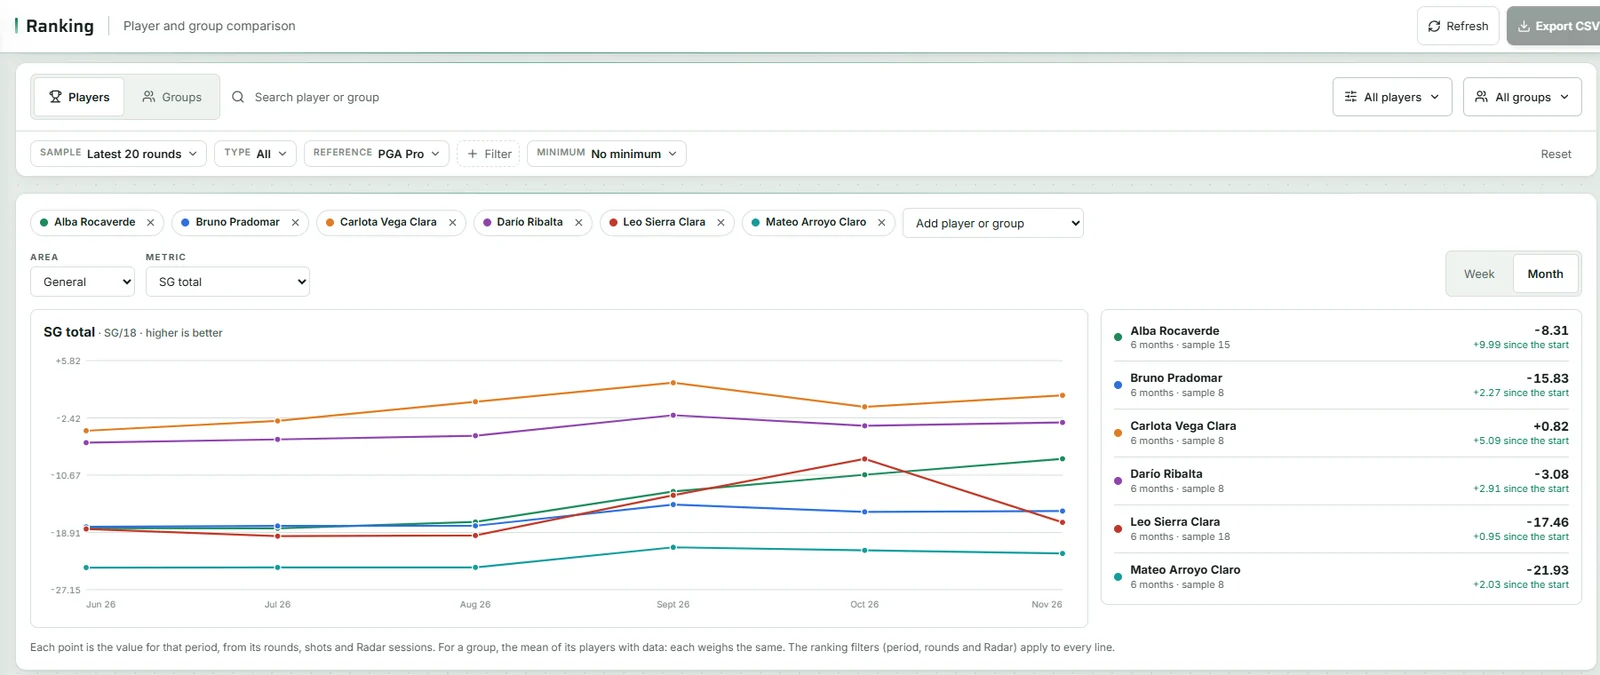 Ranking
Player and group comparison
Refresh
Export CSV
Players
Groups
Search player or group
All players
All groups
SAMPLE Latest 20 rounds
TYPE All
REFERENCE PGA Pro
+ Filter
MINIMUM No minimum
Reset
Alba Rocaverde ×
Bruno Pradomar ×
Carlota Vega Clara ×
Darío Ribalta ×
Leo Sierra Clara ×
Mateo Arroyo Claro ×
Add player or group
AREA
METRIC
General
SG total
Week
Month
SG total · SG/18 · higher is better
+5.82
-2.42
-10.67
-18.91
-27.15
Jun 26
Jul 26
Aug 26
Sept 26
Oct 26
Nov 26
Alba Rocaverde
-8.31
6 months · sample 15
+9.99 since the start
Bruno Pradomar
-15.83
6 months · sample 8
+2.27 since the start
Carlota Vega Clara
+0.82
6 months · sample 8
+5.09 since the start
Darío Ribalta
-3.08
6 months · sample 8
+2.91 since the start
Leo Sierra Clara
-17.46
6 months · sample 18
+0.95 since the start
Mateo Arroyo Claro
-21.93
6 months · sample 8
+2.03 since the start
Each point is the value for that period, from its rounds, shots and Radar sessions. For a group, the mean of its players with data: each weighs the same. The ranking filters (period, rounds and Radar) apply to every line.